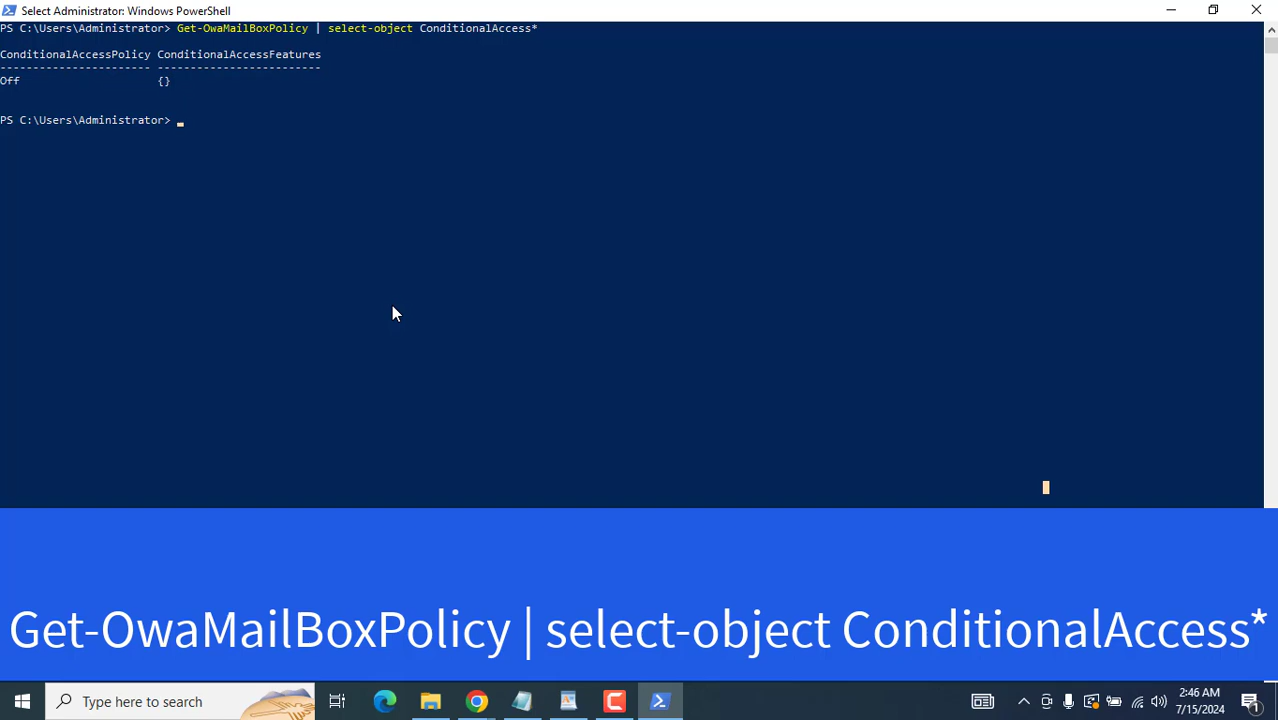 Select Administrator: Windows PowerShell
PS C:\Users\Administrator> Get-OwaMailBoxPolicy | select-object ConditionalAccess*
ConditionalAccessPolicy ConditionalAccessFeatures
----------------------- -------------------------
Off                     {}
PS C:\Users\Administrator>
Get-OwaMailBoxPolicy | select-object ConditionalAccess*
Type here to search
2:46 AM
7/15/2024
1